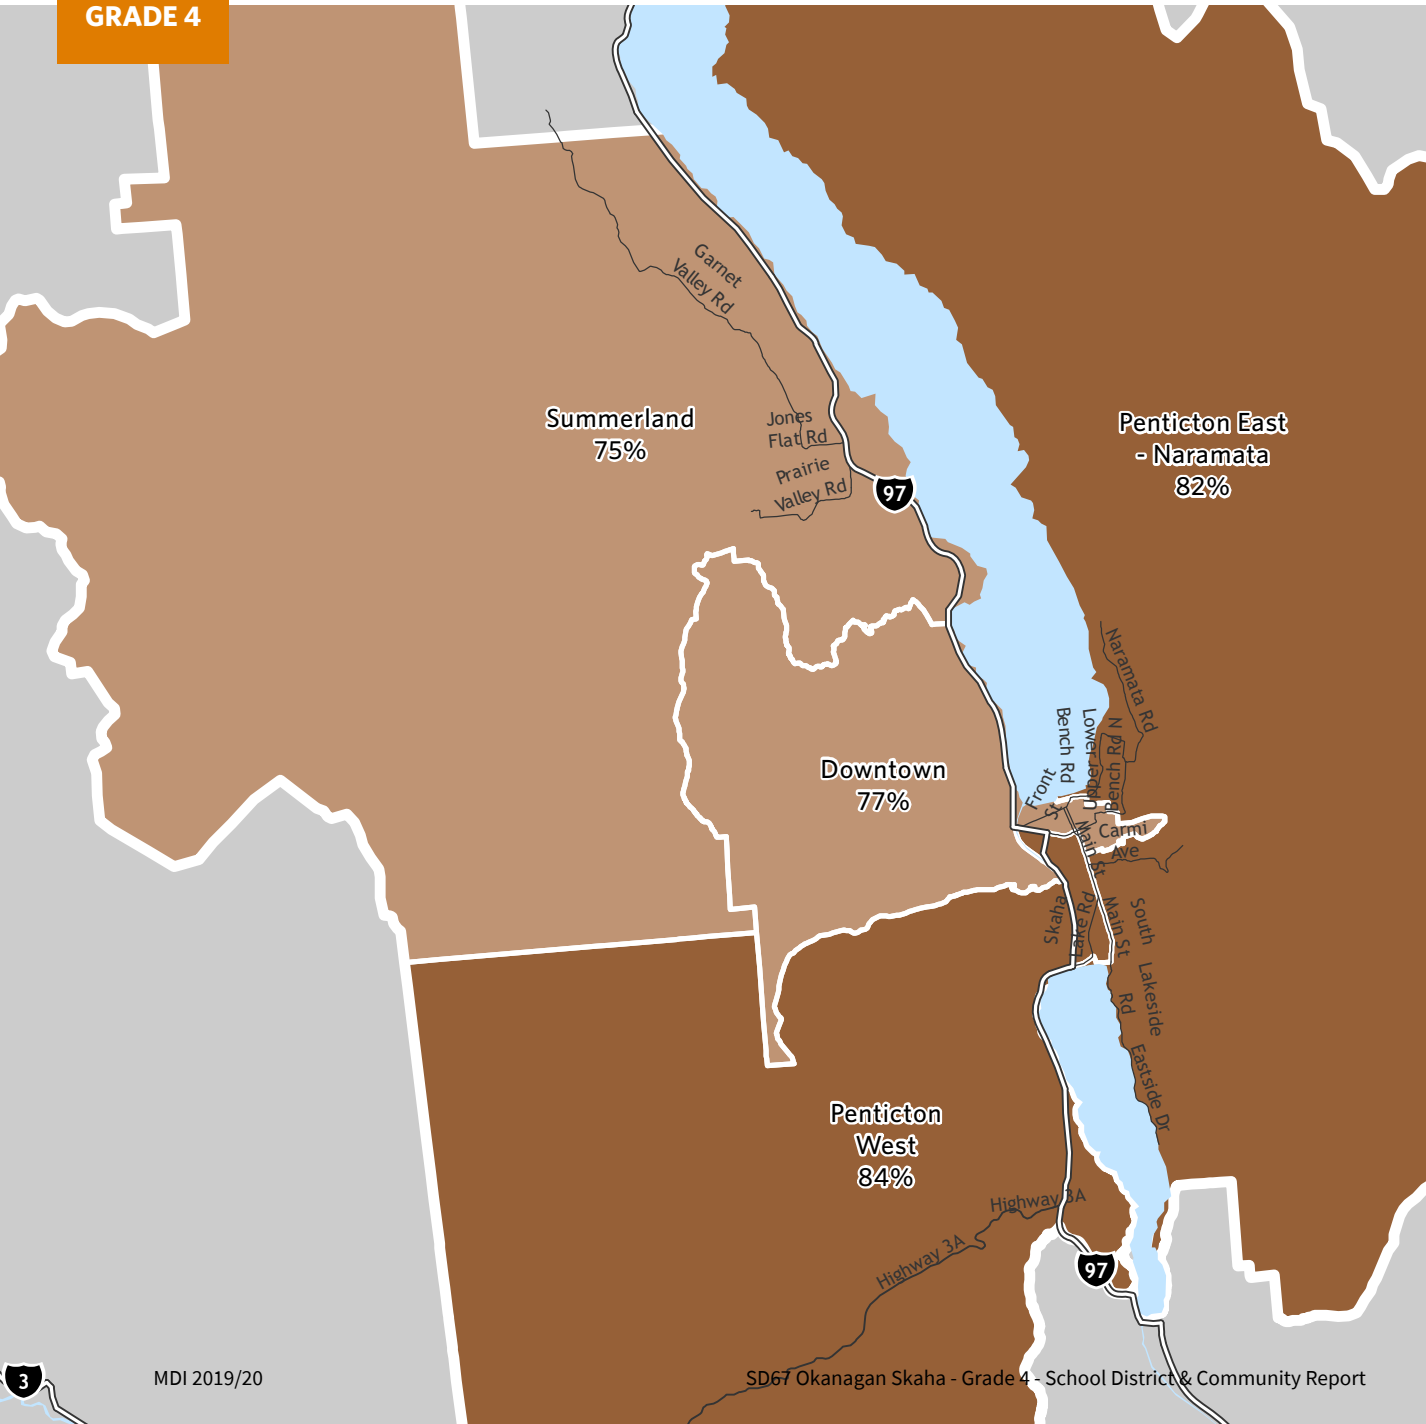 GRADE 4
Garnet
Valley Rd
Summerland
75%
Jones
Flat Rd
Prairie
Valley Rd
97
Penticton East
- Naramata
82%
Naramata Rd
Lower
Bench Rd
Upper
Bench Rd N
Front
St
Downtown
77%
Main St
Carmi
Ave
Skaha
Lake Rd
South
Main St
Lakeside
Rd
Eastside Dr
Penticton
West
84%
Highway 3A
Highway 3A
97
3
MDI 2019/20
SD67 Okanagan Skaha - Grade 4 - School District & Community Report